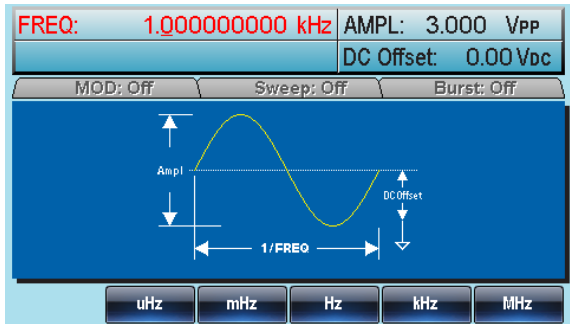 FREQ: 1.000000000 kHz AMPL: 3.000 VPP
DC Offset: 0.00 VDC
MOD: Off Sweep: Off Burst: Off
Ampl
DC Offset
1/FREQ
uHz mHz Hz kHz MHz